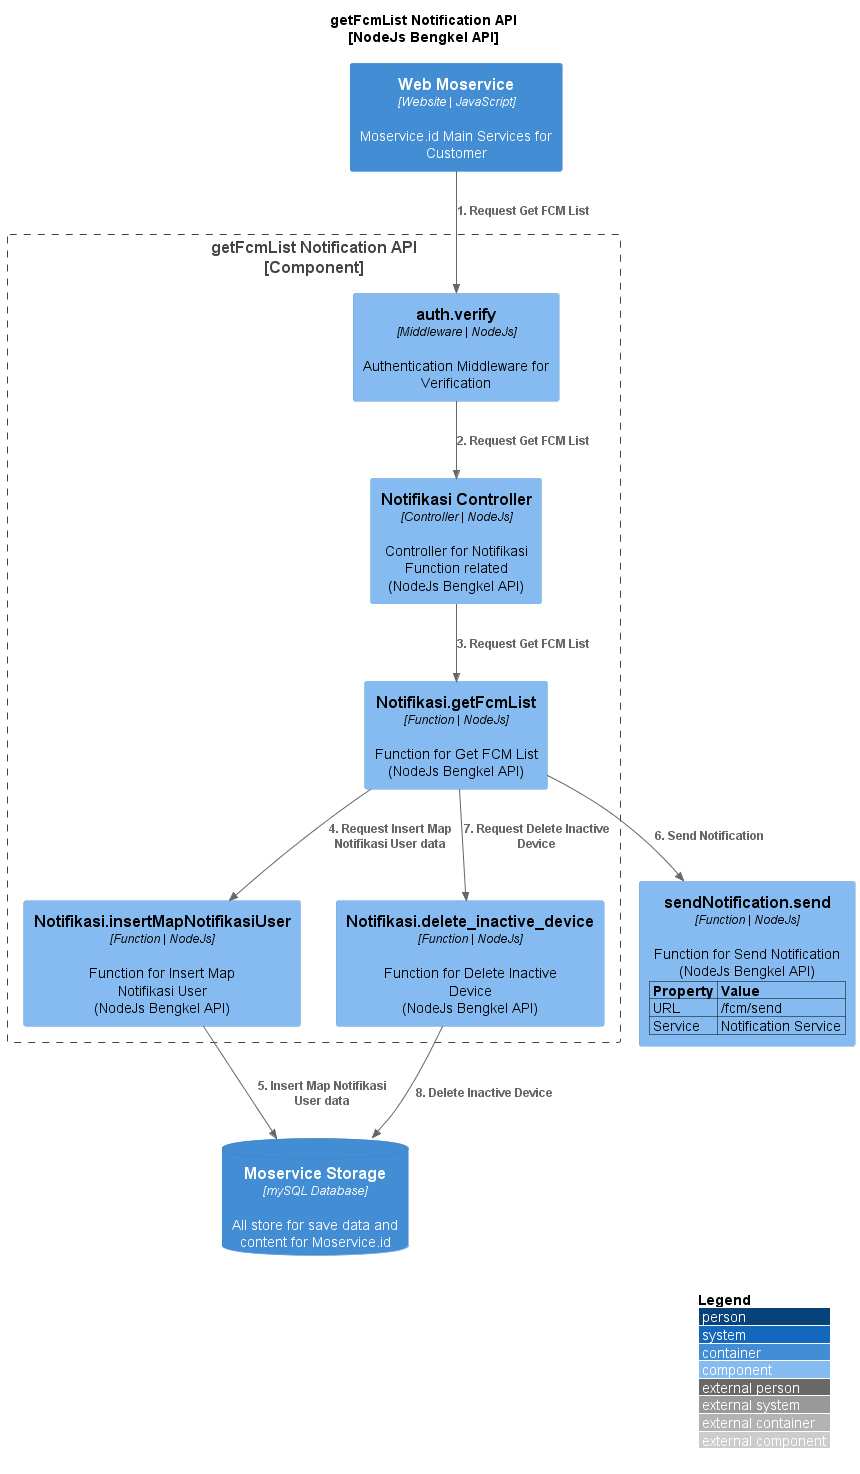 getFcmList Notification API
[NodeJs Bengkel API]
Web Moservice
[Website | JavaScript]
Moservice.id Main Services for
Customer
1. Request Get FCM List
getFcmList Notification API
[Component]
auth.verify
[Middleware | NodeJs]
Authentication Middleware for
Verification
2. Request Get FCM List
Notifikasi Controller
[Controller | NodeJs]
Controller for Notifikasi
Function related
(NodeJs Bengkel API)
3. Request Get FCM List
Notifikasi.getFcmList
[Function | NodeJs]
Function for Get FCM List
(NodeJs Bengkel API)
4. Request Insert Map
Notifikasi User data
7. Request Delete Inactive
Device
6. Send Notification
Notifikasi.insertMapNotifikasiUser
[Function | NodeJs]
Function for Insert Map
Notifikasi User
(NodeJs Bengkel API)
Notifikasi.delete_inactive_device
[Function | NodeJs]
Function for Delete Inactive
Device
(NodeJs Bengkel API)
sendNotification.send
[Function | NodeJs]
Function for Send Notification
(NodeJs Bengkel API)
Property Value
URL /fcm/send
Service Notification Service
5. Insert Map Notifikasi
User data
8. Delete Inactive Device
Moservice Storage
[mySQL Database]
All store for save data and
content for Moservice.id
Legend
person
system
container
component
external person
external system
external container
external component